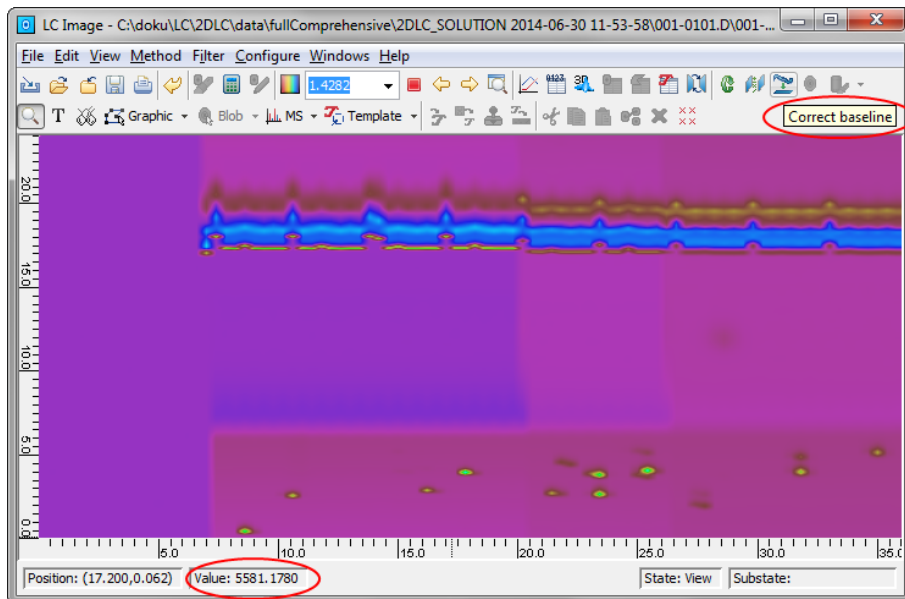 LC Image - C:\doku\LC\2DLC\data\fullComprehensive\2DLC_SOLUTION 2014-06-30 11-53-58\001-0101.D\001-...
File Edit View Method Filter Configure Windows Help
1.4282 0123 3D
T Graphic Blob MS Template
Correct baseline
20.0
15.0
10.0
5.0
0.0
5.0 10.0 15.0 20.0 25.0 30.0 35.0
Position: (17.200,0.062) Value: 5581.1780 State: View Substate: